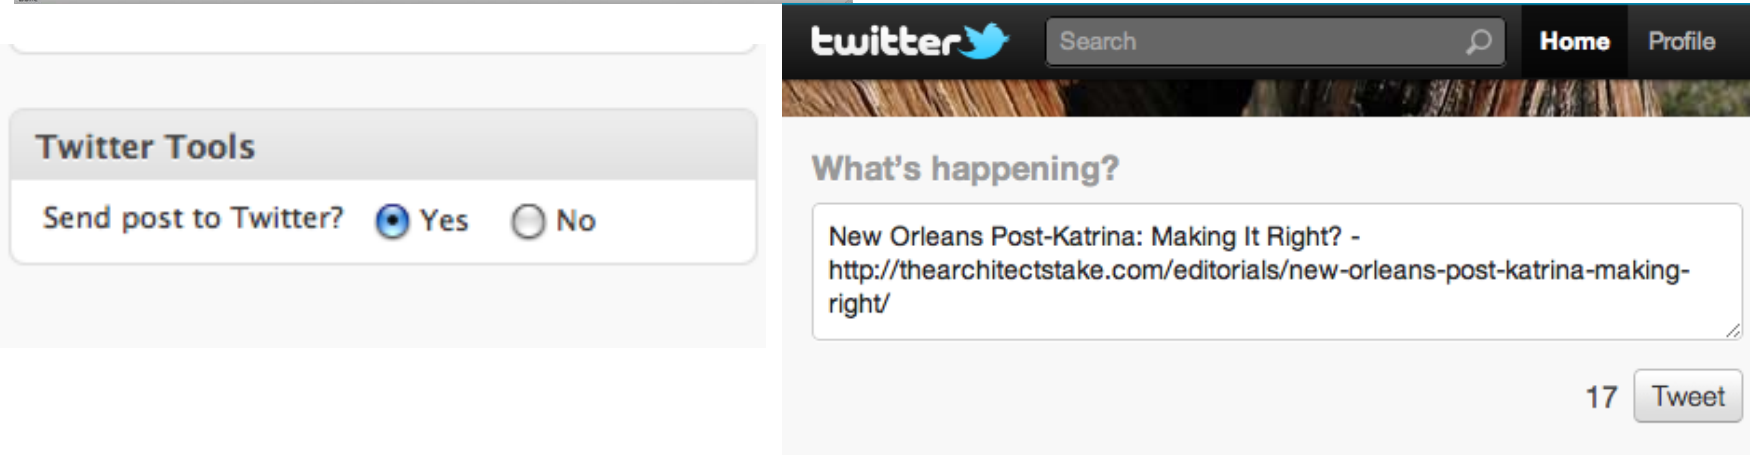 Twitter Tools
Send post to Twitter? Yes No
twitter Search Home Profile
What's happening?
New Orleans Post-Katrina: Making It Right? -
http://thearchitectstake.com/editorials/new-orleans-post-katrina-making-
right/
17 Tweet